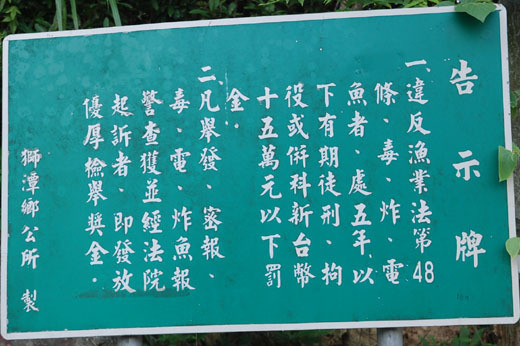 告示牌
一、違反漁業法第48
條、毒、炸、電
魚者、處五年以
下有期徒刑、拘
役或併科新台幣
十五萬元以下罰
金.
二、凡舉發、密報、
毒、電、炸魚報
警查獲並經法院
起訴者、即發放
優厚檢舉獎金.
獅潭鄉公所 製